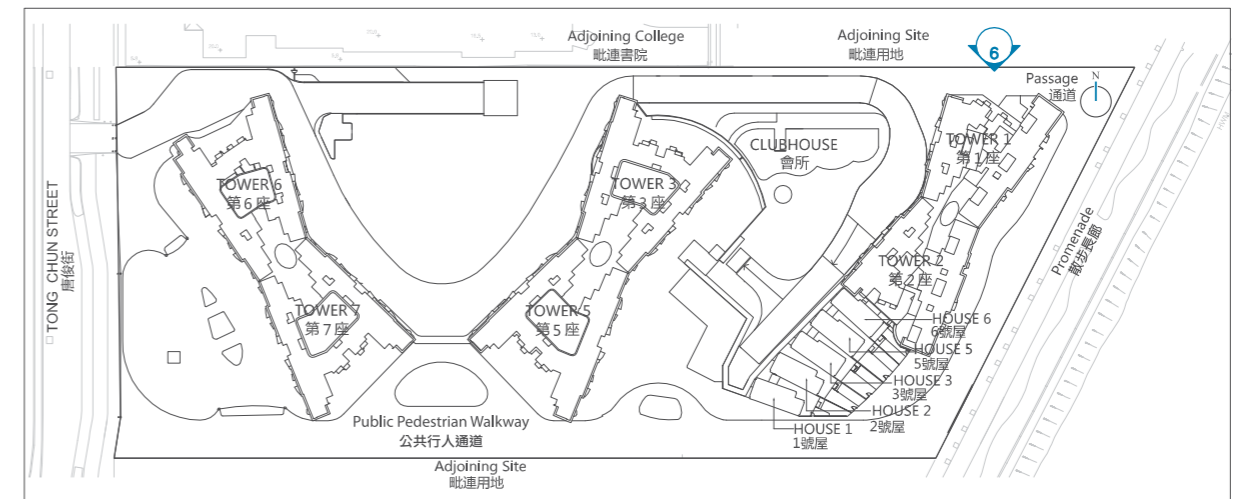 Adjoining College
毗連書院
Adjoining Site
毗連用地
6
Passage
通道
N
TOWER 1
第1座
CLUBHOUSE
會所
TOWER 6
第6座
TOWER 3
第3座
TONG CHUN STREET
唐俊街
Promenade
散步長廊
TOWER 2
第2座
TOWER 7
第7座
TOWER 5
第5座
HOUSE 6
6號屋
HOUSE 5
5號屋
HOUSE 3
3號屋
HOUSE 2
2號屋
HOUSE 1
1號屋
Public Pedestrian Walkway
公共行人通道
Adjoining Site
毗連用地